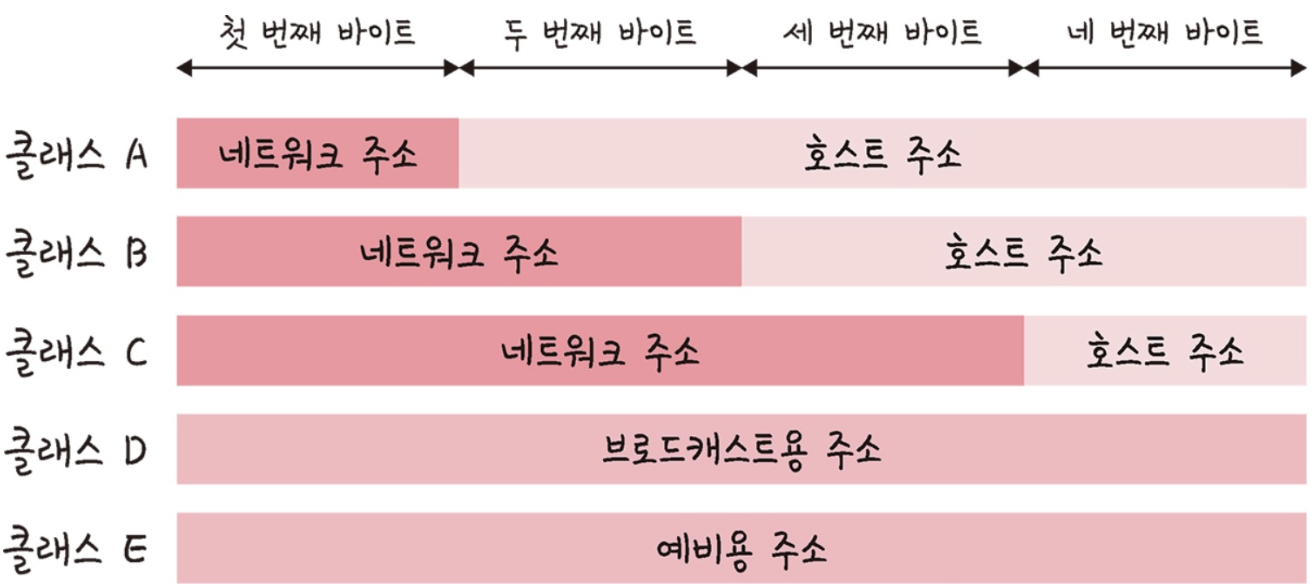 첫 번째 바이트 두 번째 바이트 세 번째 바이트 네 번째 바이트
클래스 A 네트워크 주소 호스트 주소
클래스 B 네트워크 주소 호스트 주소
클래스 C 네트워크 주소 호스트 주소
클래스 D 브로드캐스트용 주소
클래스 E 예비용 주소